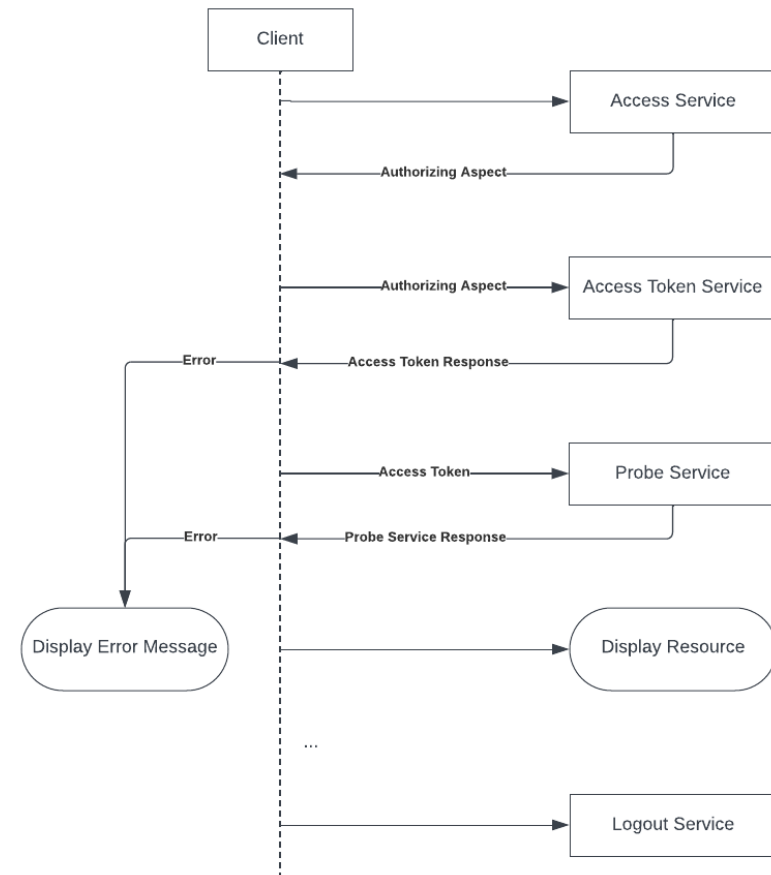 Client
Access Service
Authorizing Aspect
Authorizing Aspect
Access Token Service
Error
Access Token Response
Access Token
Probe Service
Error
Probe Service Response
Display Error Message
Display Resource
...
Logout Service